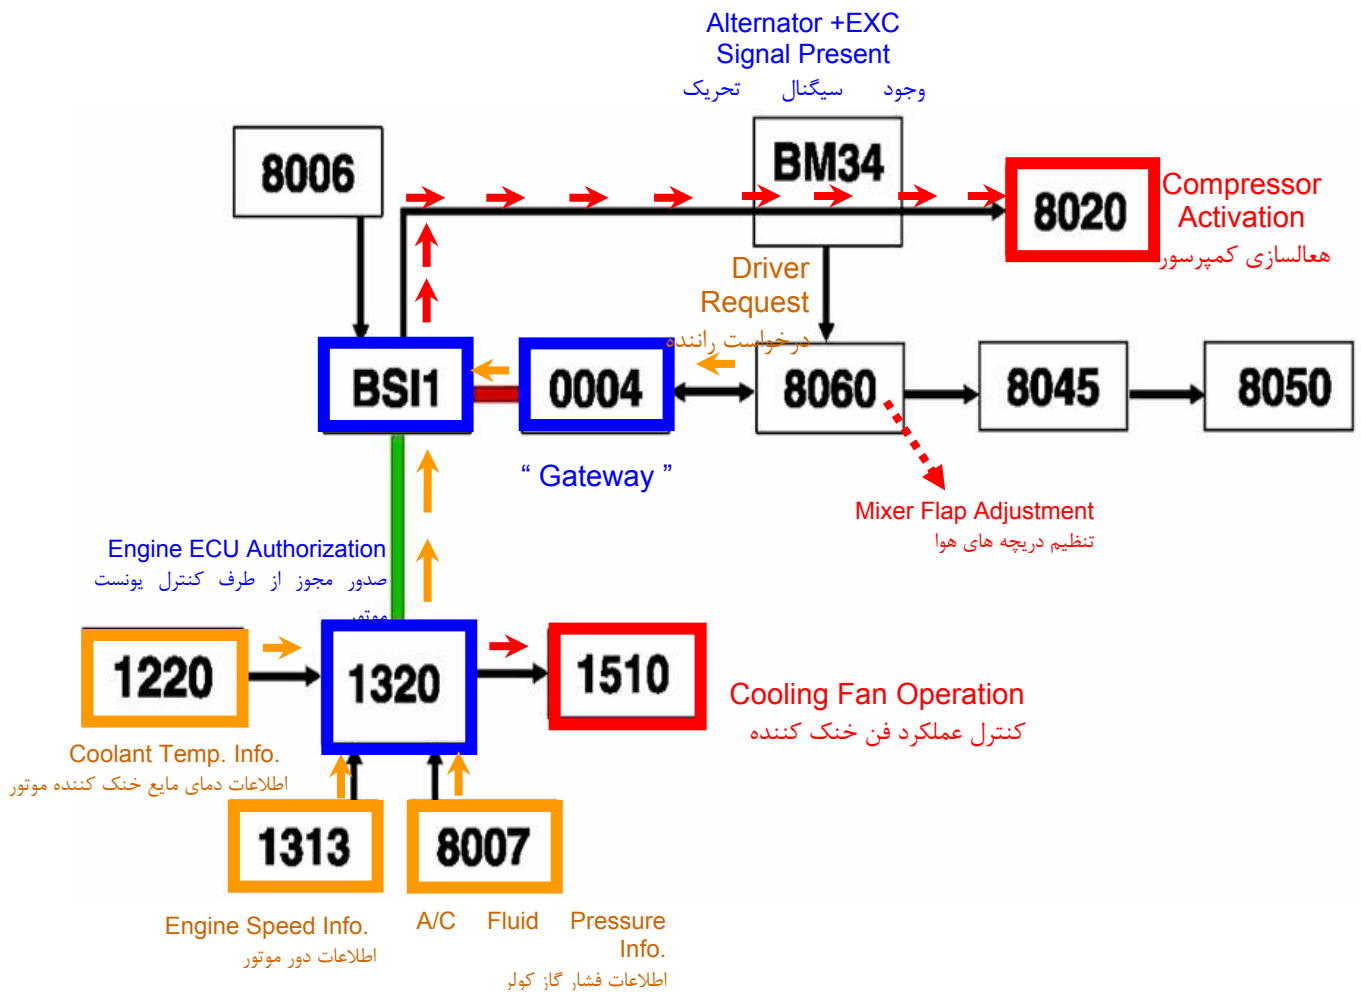 Alternator +EXC
Signal Present
وجود سیگنال تحریک
8006
BM34
8020
Compressor
Activation
هعالسازی کمپرسور
Driver
Request
درخواست راننده
BSI1
0004
8060
8045
8050
“ Gateway ”
Mixer Flap Adjustment
تنظیم دریچه های هوا
Engine ECU Authorization
صدور مجوز از طرف کنترل یونست
موتور
1220
1320
1510
Cooling Fan Operation
کنترل عملکرد فن خنک کننده
Coolant Temp. Info.
اطلاعات دمای مایع خنک کننده موتور
1313
8007
Engine Speed Info.
اطلاعات دور موتور
A/C Fluid Pressure
Info.
اطلاعات فشار گاز کولر